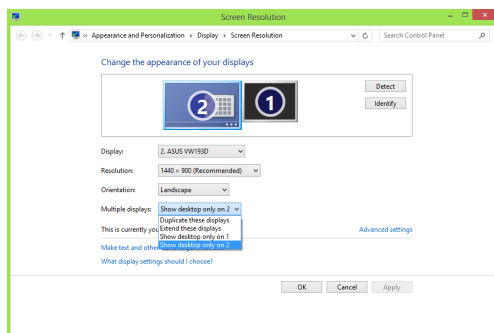 Screen Resolution
« Appearance and Personalization Display Screen Resolution
Search Control Panel
Change the appearance of your displays
2 1
Detect
Identify
Display: 2. ASUS VW193D
Resolution: 1440 × 900 (Recommended)
Orientation: Landscape
Multiple displays: Show desktop only on 2
Duplicate these displays
This is currently you Extend these displays Advanced settings
Show desktop only on 1
Make text and othe Show desktop only on 2
What display settings should I choose?
OK Cancel Apply